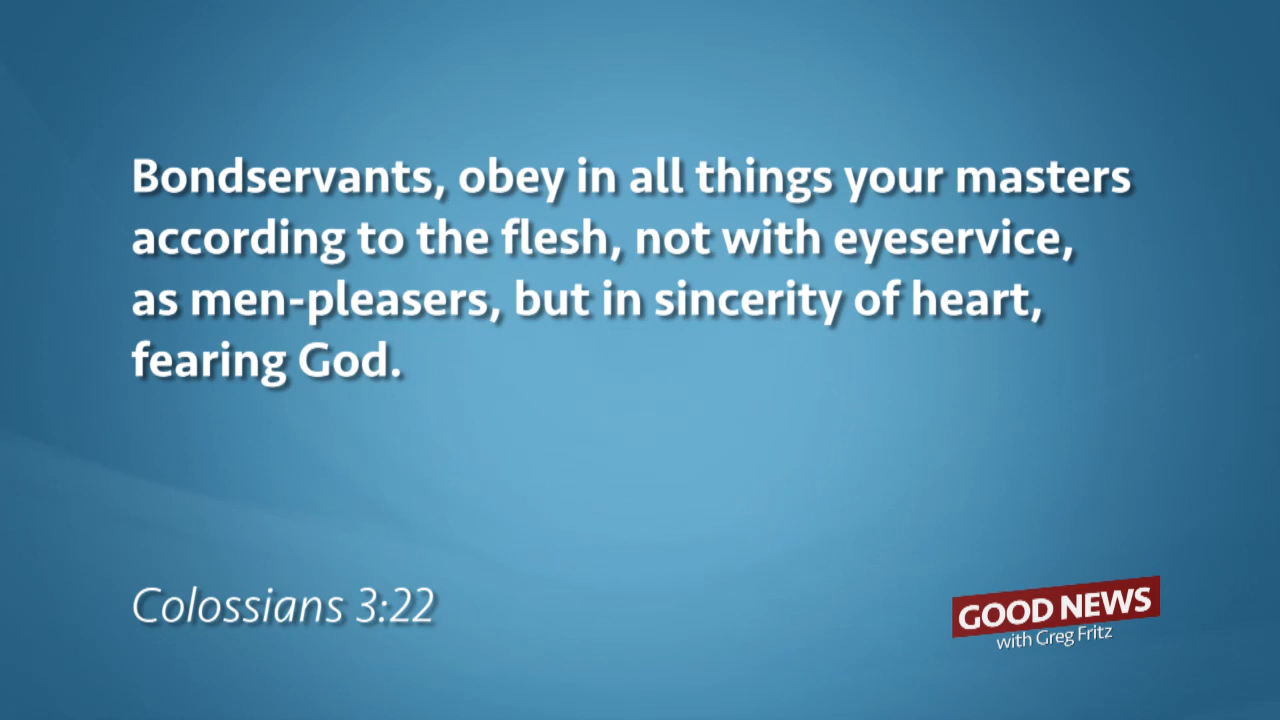 Bondservants, obey in all things your masters
according to the flesh, not with eyeservice,
as men-pleasers, but in sincerity of heart,
fearing God.
Colossians 3:22
GOOD NEWS
with Greg Fritz